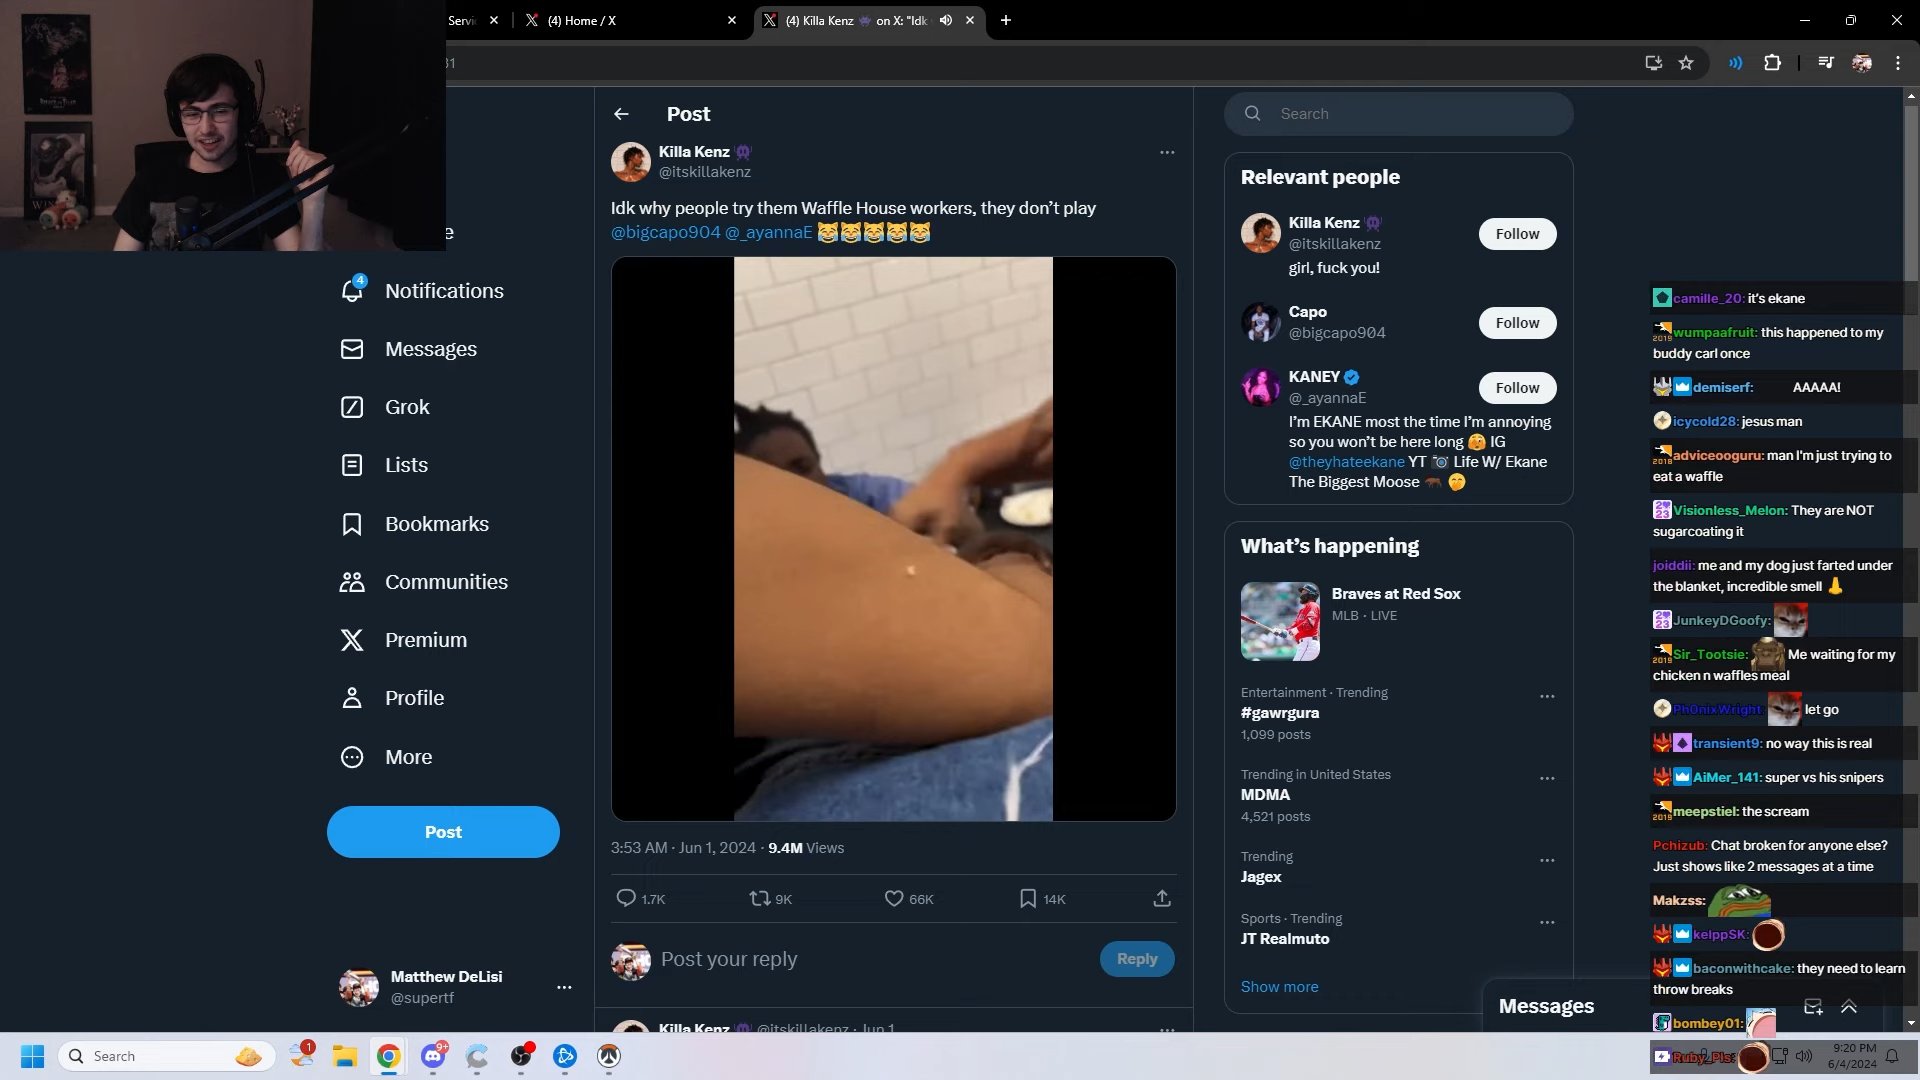 Servi
(4) Home / X
(4) Killa Kenz on X: "Idk
31
Post
Search
Killa Kenz
@itskillakenz
Idk why people try them Waffle House workers, they don't play
@bigcapo904 @_ayannaE 😹😹😹😹😹
Notifications
4
Messages
Grok
Lists
Bookmarks
Communities
Premium
Profile
More
Post
Matthew DeLisi
@supertf
3:53 AM · Jun 1, 2024 · 9.4M Views
1.7K
9K
66K
14K
Post your reply
Reply
Killa Kenz @itskillakenz · Jun 1
Relevant people
Killa Kenz
@itskillakenz
Follow
girl, fuck you!
Capo
@bigcapo904
Follow
KANEY
@_ayannaE
Follow
I'm EKANE most the time I'm annoying
so you won't be here long 🫣 IG
@theyhateekane YT 📷 Life W/ Ekane
The Biggest Moose 🫎 🤭
What's happening
Braves at Red Sox
MLB · LIVE
Entertainment · Trending
#gawrgura
1,099 posts
Trending in United States
MDMA
4,521 posts
Trending
Jagex
Sports · Trending
JT Realmuto
Show more
Messages
camille_20: it's ekane
wumpaafruit: this happened to my
buddy carl once
demiserf: AAAAA!
icycold28: jesus man
adviceooguru: man I'm just trying to
eat a waffle
Visionless_Melon: They are NOT
sugarcoating it
joiddii: me and my dog just farted under
the blanket, incredible smell 👃
JunkeyDGoofy:
Sir_Tootsie: Me waiting for my
chicken n waffles meal
Ph0nixWright: let go
transient9: no way this is real
AiMer_141: super vs his snipers
meepstiel: the scream
Pchizub: Chat broken for anyone else?
Just shows like 2 messages at a time
Makzss:
kelppSK:
baconwithcake: they need to learn
throw breaks
bombey01:
Ruby_Pls:
Search
1
9+
9:20 PM
6/4/2024